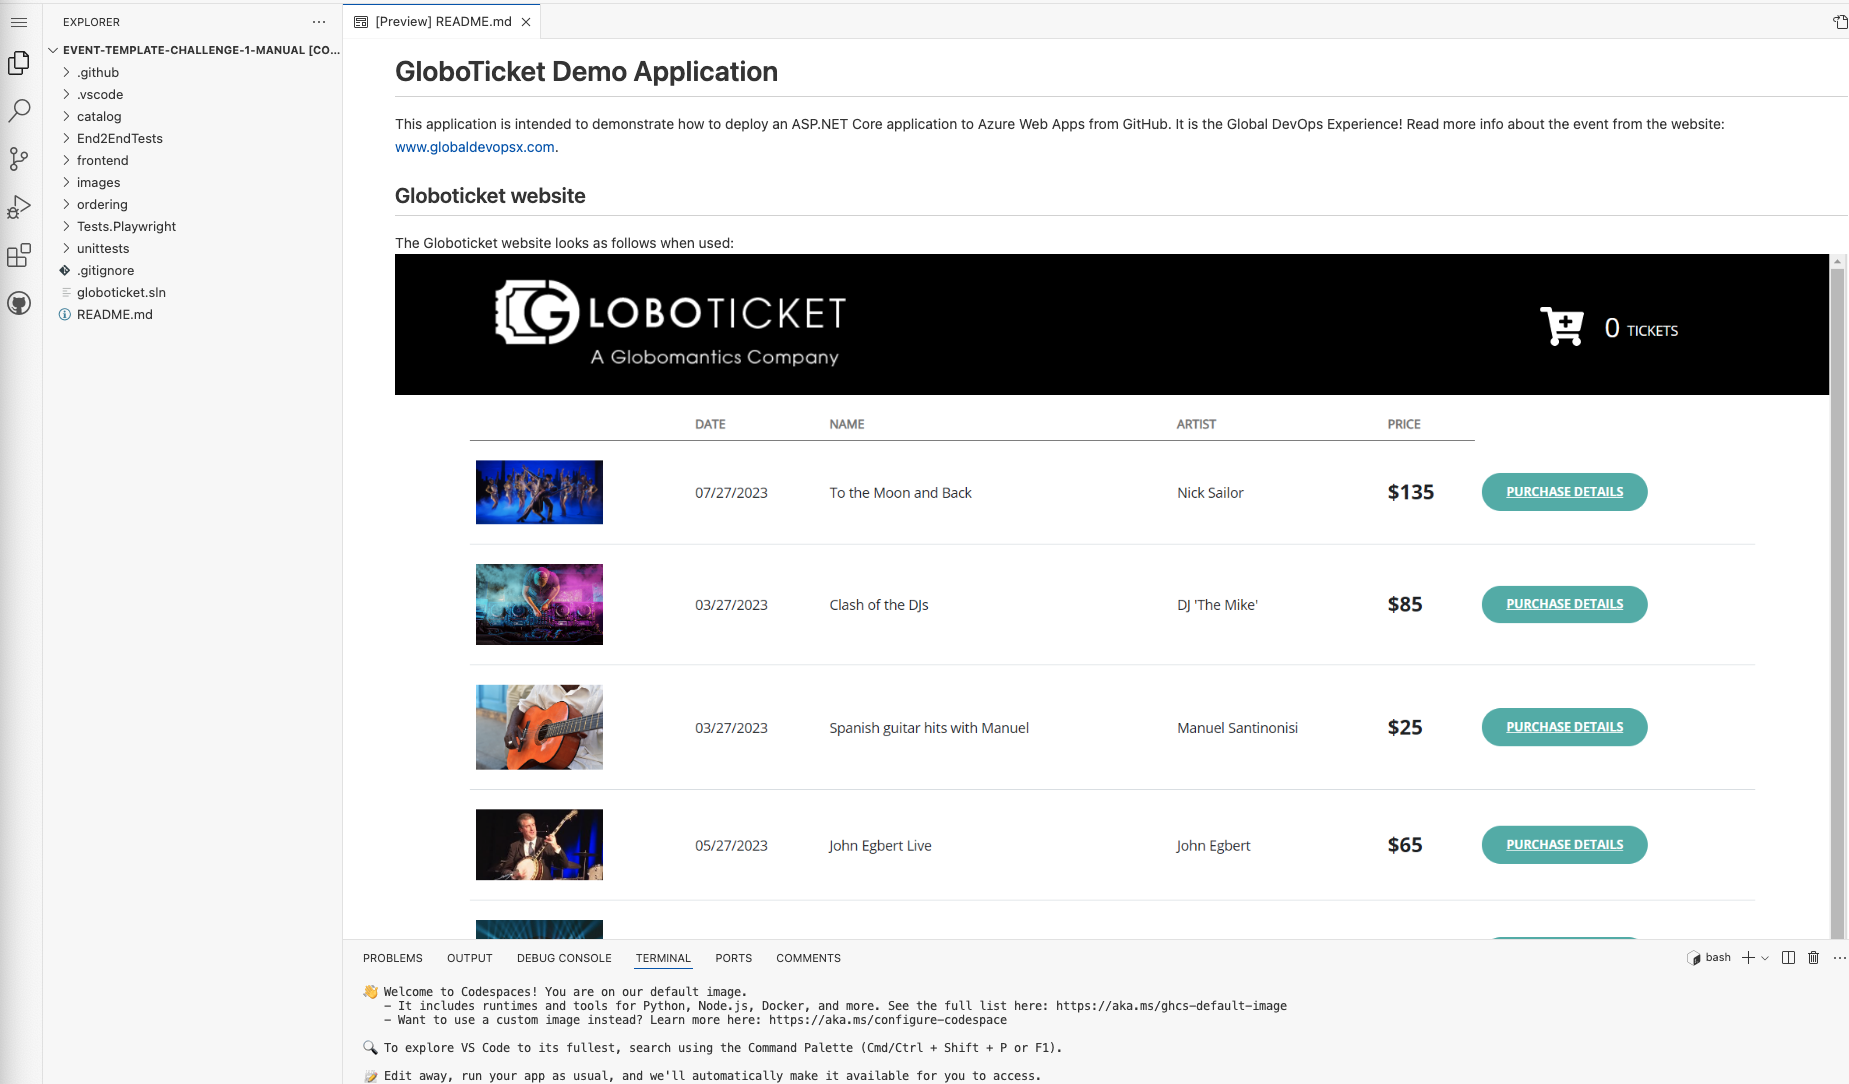 EXPLORER
EVENT-TEMPLATE-CHALLENGE-1-MANUAL [CO...
.github
.vscode
catalog
End2EndTests
frontend
images
ordering
Tests.Playwright
unittests
.gitignore
globoticket.sln
README.md
[Preview] README.md
GloboTicket Demo Application
This application is intended to demonstrate how to deploy an ASP.NET Core application to Azure Web Apps from GitHub. It is the Global DevOps Experience! Read more info about the event from the website:
www.globaldevopsx.com.
Globoticket website
The Globoticket website looks as follows when used:
GLOBOTICKET
A Globomantics Company
0 TICKETS
DATE NAME ARTIST PRICE
07/27/2023 To the Moon and Back Nick Sailor $135 PURCHASE DETAILS
03/27/2023 Clash of the DJs DJ 'The Mike' $85 PURCHASE DETAILS
03/27/2023 Spanish guitar hits with Manuel Manuel Santinonisi $25 PURCHASE DETAILS
05/27/2023 John Egbert Live John Egbert $65 PURCHASE DETAILS
PROBLEMS OUTPUT DEBUG CONSOLE TERMINAL PORTS COMMENTS
bash
👋 Welcome to Codespaces! You are on our default image.
- It includes runtimes and tools for Python, Node.js, Docker, and more. See the full list here: https://aka.ms/ghcs-default-image
- Want to use a custom image instead? Learn more here: https://aka.ms/configure-codespace
🔍 To explore VS Code to its fullest, search using the Command Palette (Cmd/Ctrl + Shift + P or F1).
📝 Edit away, run your app as usual, and we'll automatically make it available for you to access.